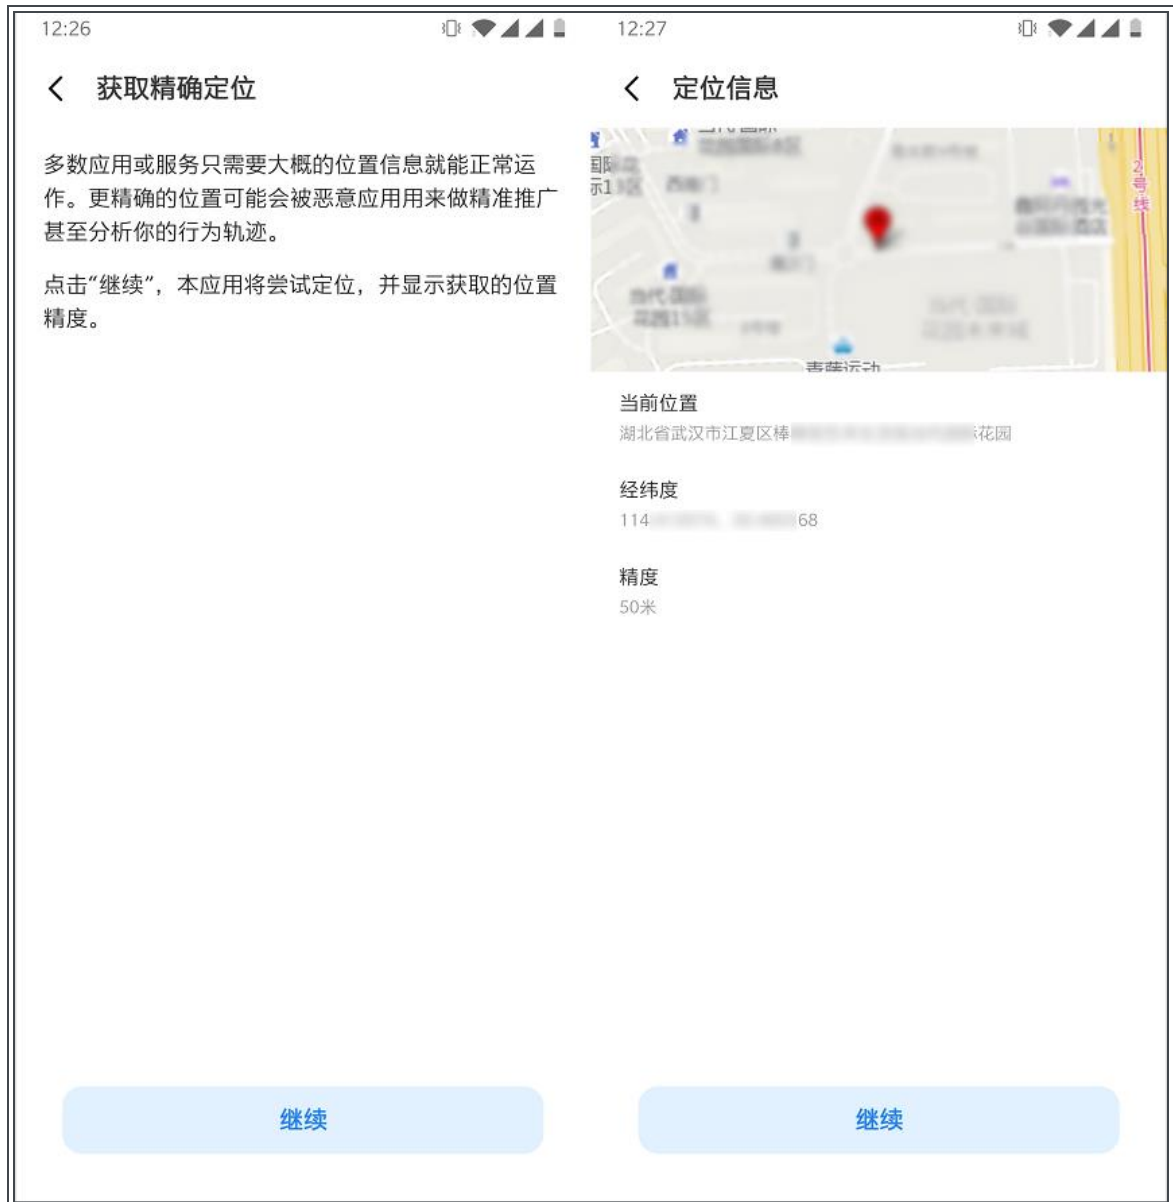 12:26
获取精确定位
多数应用或服务只需要大概的位置信息就能正常运
作。更精确的位置可能会被恶意应用用来做精准推广
甚至分析你的行为轨迹。
点击“继续”，本应用将尝试定位，并显示获取的位置
精度。
继续
12:27
定位信息
2号线
当前位置
湖北省武汉市江夏区棒
花园
经纬度
114
68
精度
50米
继续